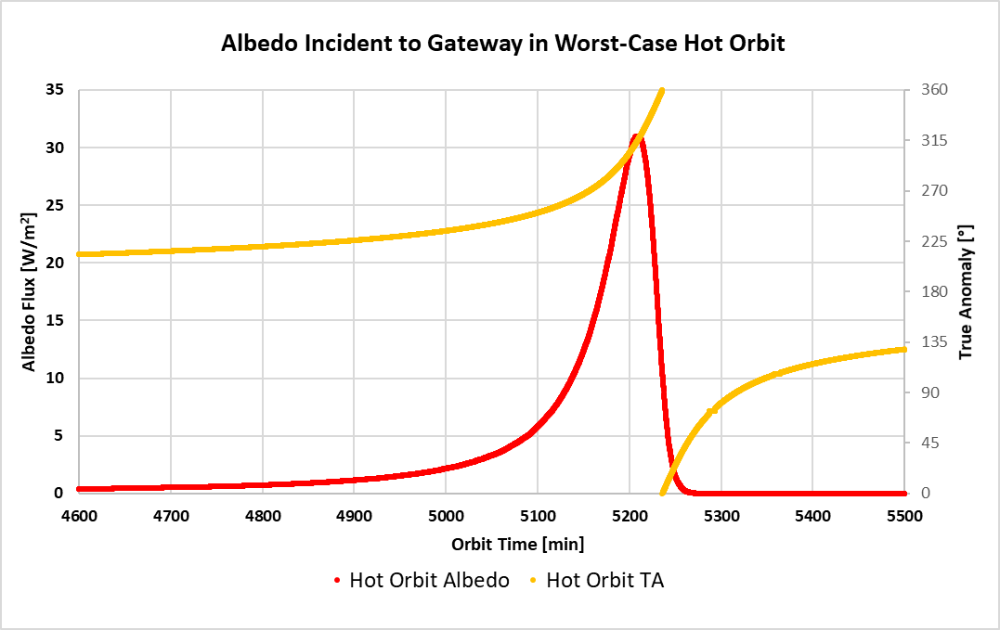 Albedo Incident to Gateway in Worst-Case Hot Orbit
35
30
25
20
15
10
5
0
Albedo Flux [W/m²]
360
315
270
225
180
135
90
45
0
True Anomaly [°]
4600 4700 4800 4900 5000 5100 5200 5300 5400 5500
Orbit Time [min]
Hot Orbit Albedo Hot Orbit TA